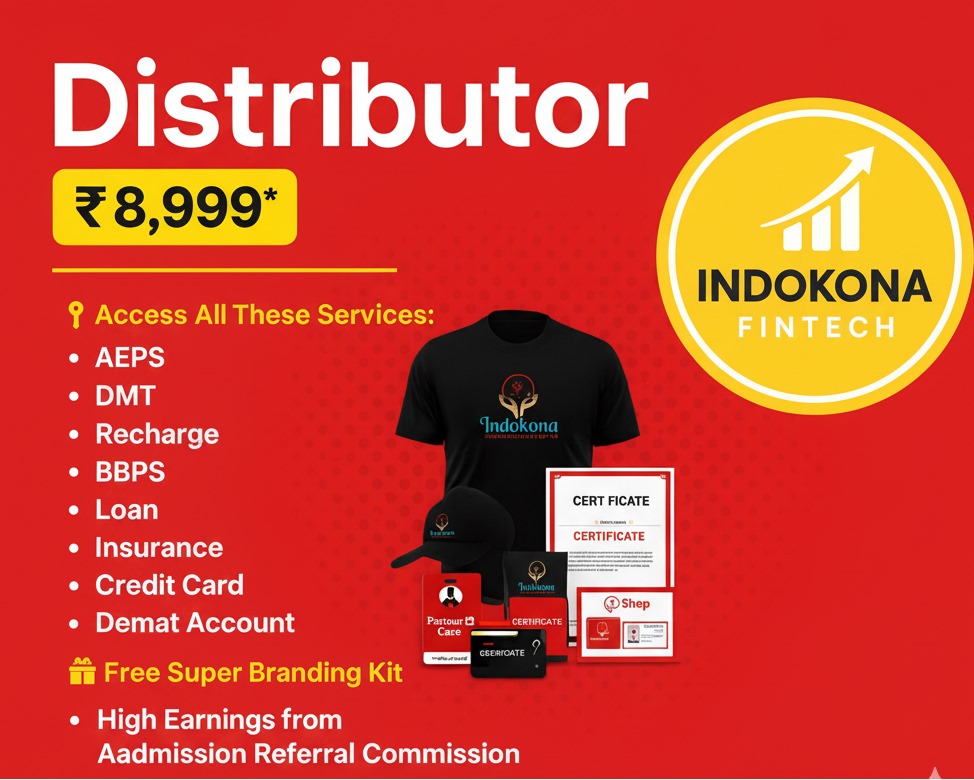 Distributor
₹8,999*
INDOKONA
FINTECH
Access All These Services:
• AEPS
• DMT
• Recharge
• BBPS
• Loan
• Insurance
• Credit Card
• Demat Account
Free Super Branding Kit
• High Earnings from
Aadmission Referral Commission
Indokona
CERT FICATE
CERTIFICATE
Pastour
Care
CERTIFICATE
Shep